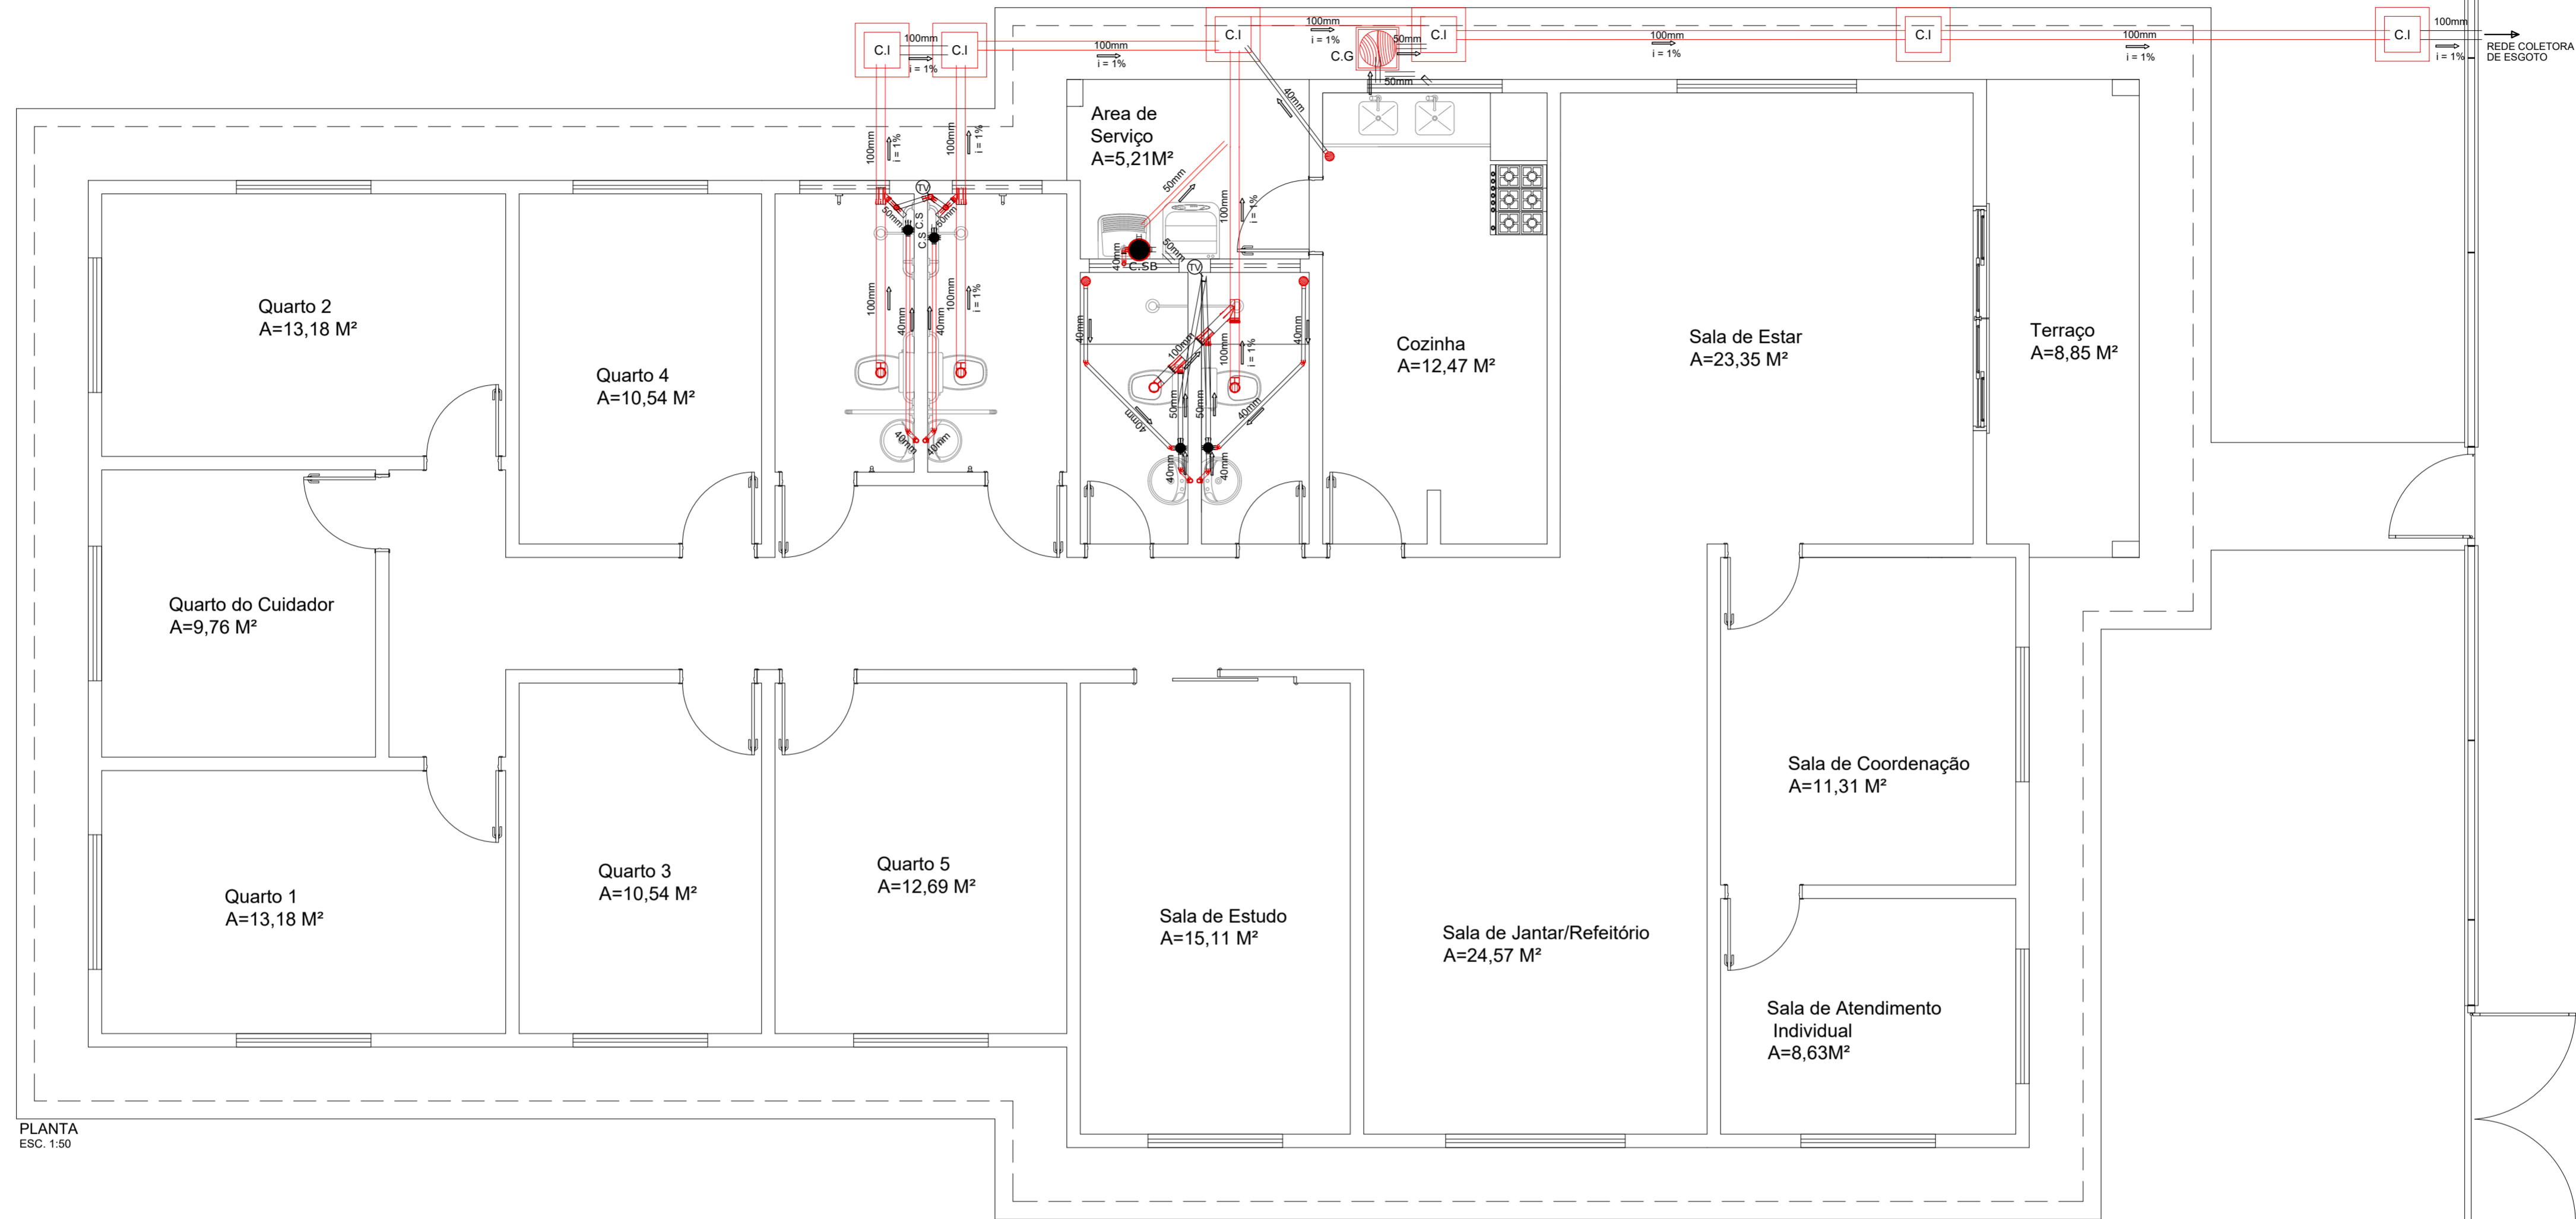 C.I
100mm
i = 1%
C.I
100mm
i = 1%
C.I
100mm
i = 1%
C.G
50mm
50mm
C.I
100mm
i = 1%
C.I
100mm
i = 1%
C.I
100mm
i = 1%
REDE COLETORA
DE ESGOTO
100mm
i = 1%
100mm
i = 1%
Area de
Serviço
A=5,21M²
40mm
50mm
TV
50mm
50mm
C.S
C.S
100mm
i = 1%
40mm
C.SB
50mm
TV
Quarto 2
A=13,18 M²
Quarto 4
A=10,54 M²
100mm
40mm
40mm
100mm
i = 1%
40mm
40mm
40mm
100mm
100mm
i = 1%
40mm
40mm
50mm
50mm
40mm
40mm
40mm
Cozinha
A=12,47 M²
Sala de Estar
A=23,35 M²
Terraço
A=8,85 M²
Quarto do Cuidador
A=9,76 M²
Quarto 1
A=13,18 M²
Quarto 3
A=10,54 M²
Quarto 5
A=12,69 M²
Sala de Estudo
A=15,11 M²
Sala de Jantar/Refeitório
A=24,57 M²
Sala de Coordenação
A=11,31 M²
Sala de Atendimento
Individual
A=8,63M²
PLANTA
ESC. 1:50